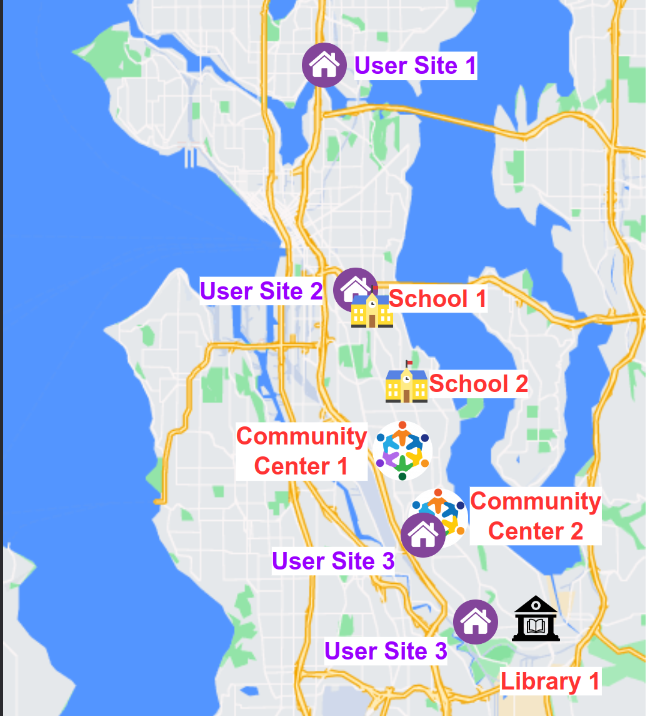 User Site 1
User Site 2
School 1
School 2
Community
Center 1
Community
Center 2
User Site 3
User Site 3
Library 1